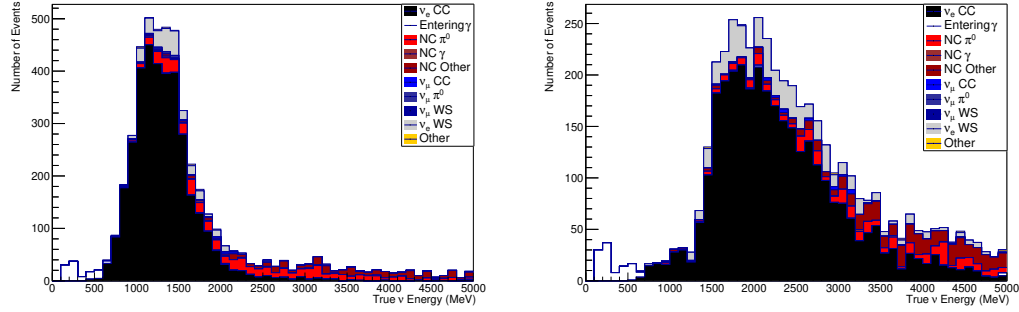 Number of Events
500
400
300
200
100
0
0 500 1000 1500 2000 2500 3000 3500 4000 4500 5000
True ν Energy (MeV)
νe CC
Entering γ
NC π⁰
NC γ
NC Other
νμ CC
νμ π⁰
νμ WS
νe WS
Other
Number of Events
250
200
150
100
50
0
0 500 1000 1500 2000 2500 3000 3500 4000 4500 5000
True ν Energy (MeV)
νe CC
Entering γ
NC π⁰
NC γ
NC Other
νμ CC
νμ π⁰
νμ WS
νe WS
Other